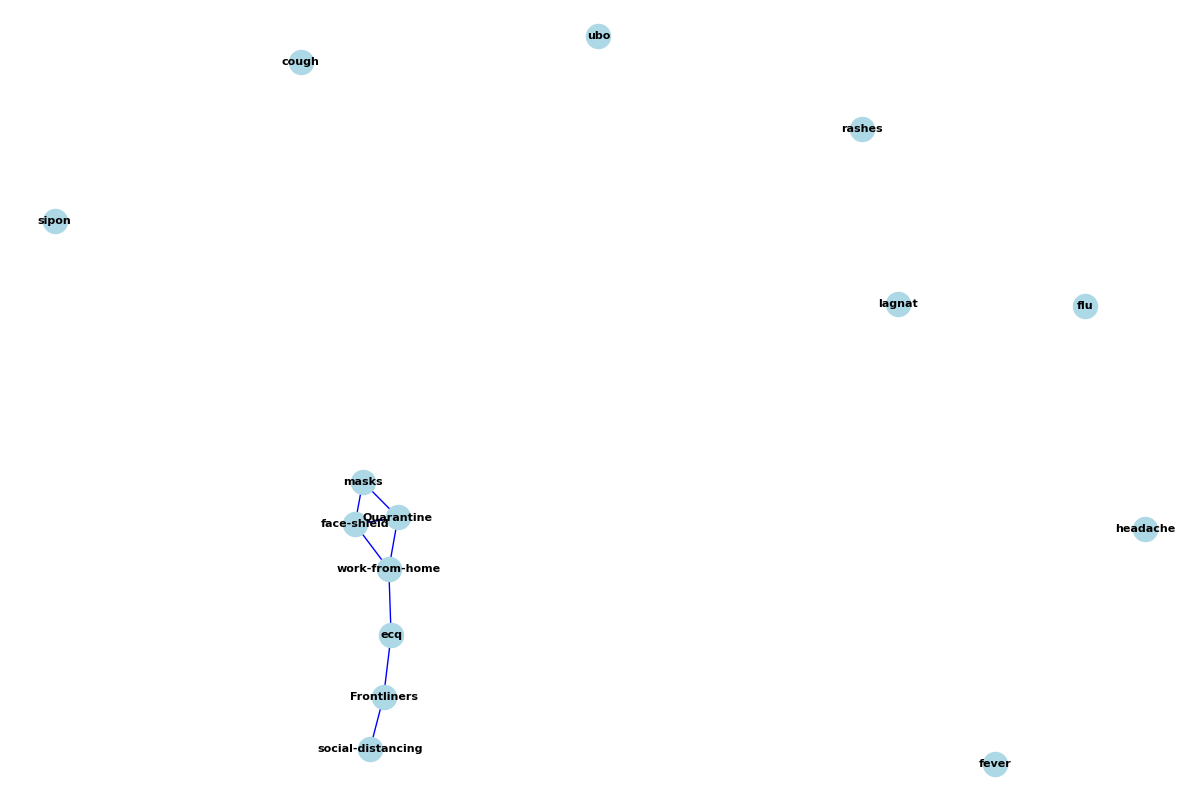 ubo
cough
rashes
sipon
lagnat
flu
masks
Quarantine
face-shield
headache
work-from-home
ecq
Frontliners
social-distancing
fever